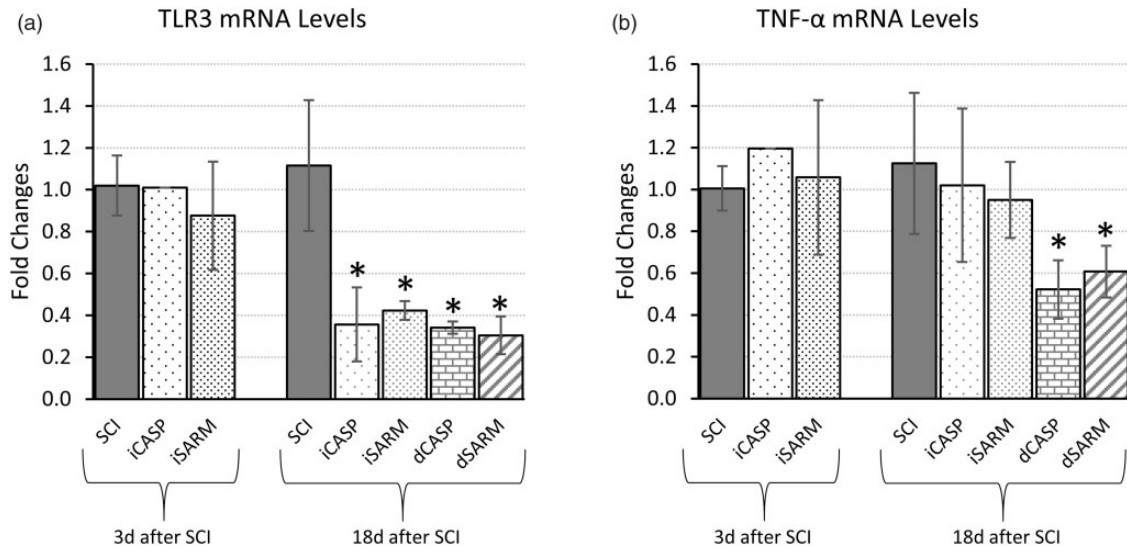 (a)
TLR3 mRNA Levels
Fold Changes
1.6
1.4
1.2
1.0
0.8
0.6
0.4
0.2
0.0
* * * *
SCI
iCASP
iSARM
SCI
iCASP
iSARM
dCASP
dSARM
3d after SCI
18d after SCI
(b)
TNF-α mRNA Levels
Fold Changes
1.6
1.4
1.2
1.0
0.8
0.6
0.4
0.2
0.0
* *
SCI
iCASP
iSARM
SCI
iCASP
iSARM
dCASP
dSARM
3d after SCI
18d after SCI